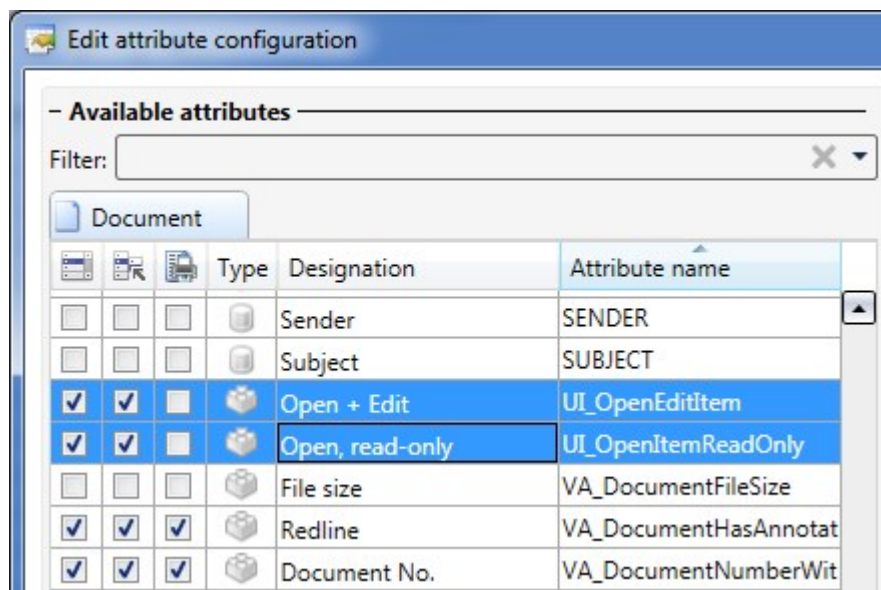 Edit attribute configuration
– Available attributes
Filter:
Document
Type Designation Attribute name
Sender SENDER
Subject SUBJECT
Open + Edit UI_OpenEditItem
Open, read-only UI_OpenItemReadOnly
File size VA_DocumentFileSize
Redline VA_DocumentHasAnnotat
Document No. VA_DocumentNumberWit